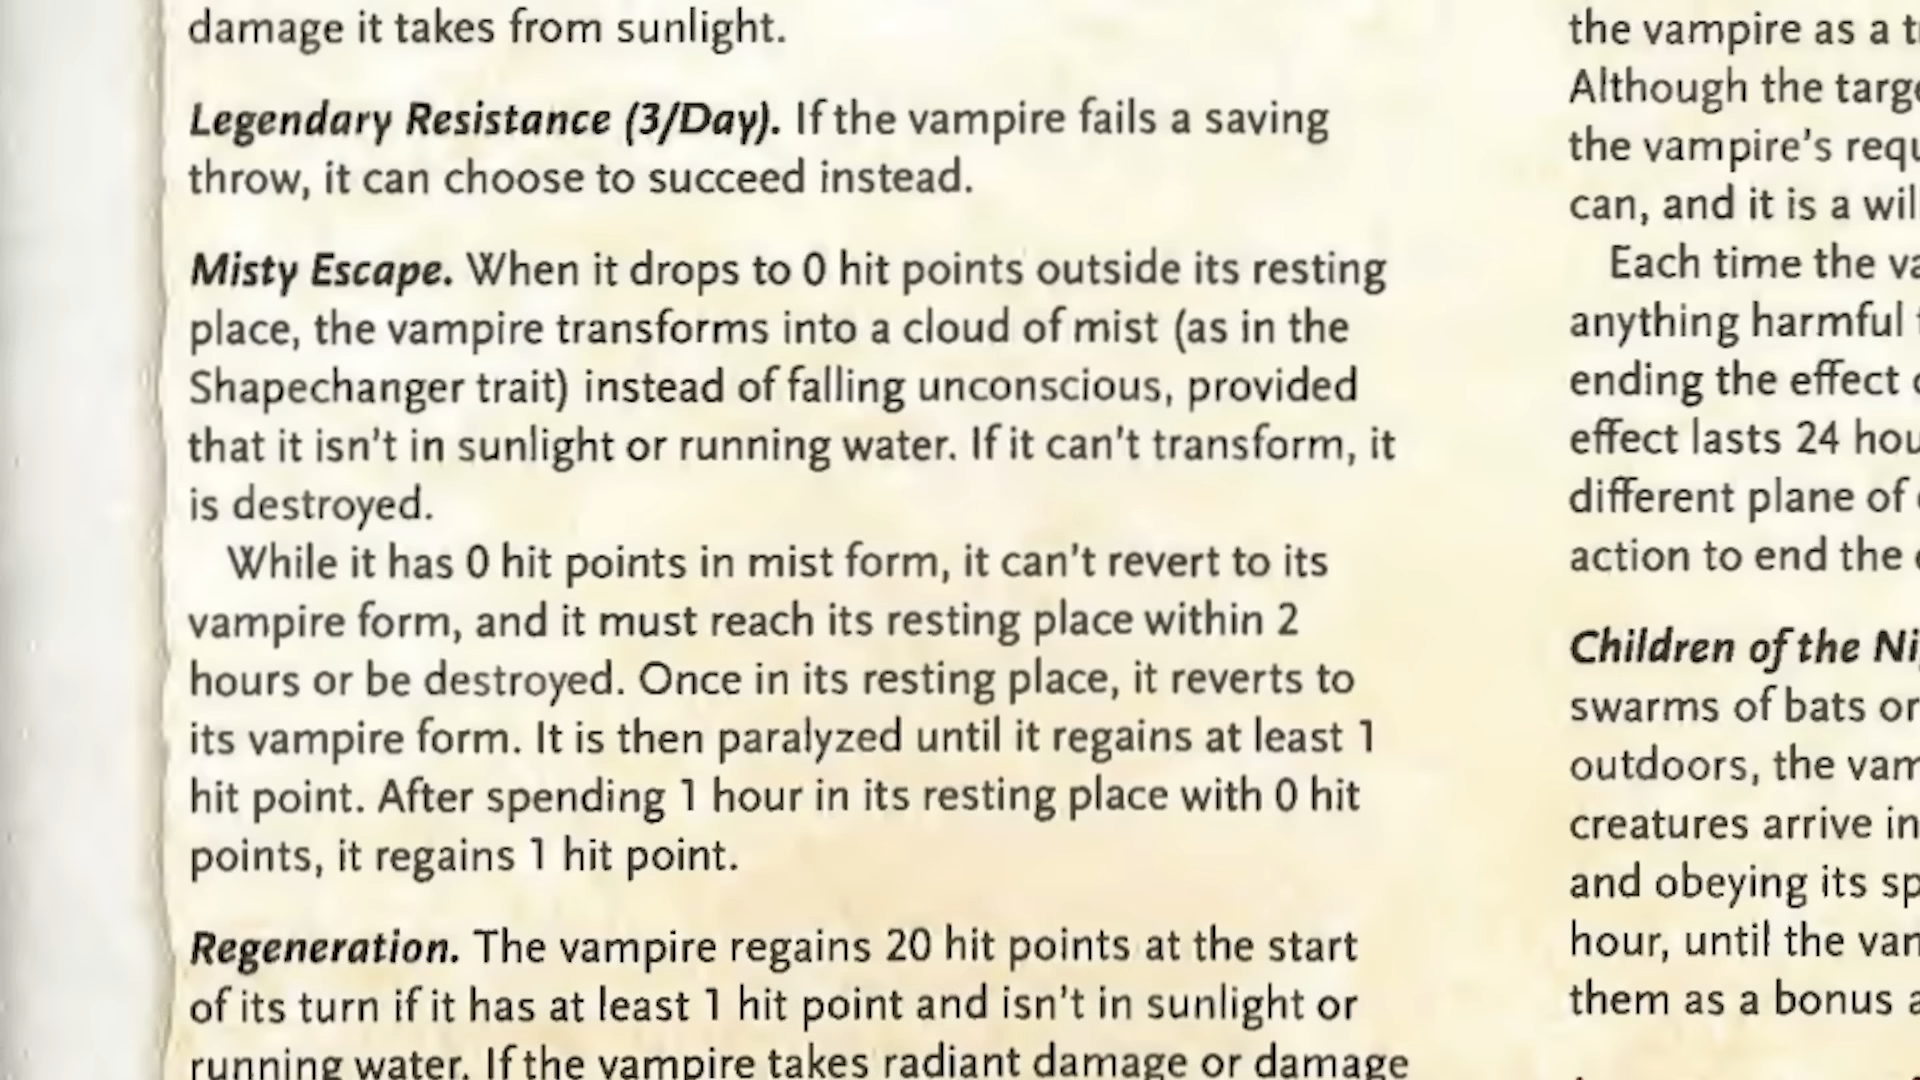 damage it takes from sunlight.
Legendary Resistance (3/Day). If the vampire fails a saving
throw, it can choose to succeed instead.
Misty Escape. When it drops to 0 hit points outside its resting
place, the vampire transforms into a cloud of mist (as in the
Shapechanger trait) instead of falling unconscious, provided
that it isn't in sunlight or running water. If it can't transform, it
is destroyed.
While it has 0 hit points in mist form, it can't revert to its
vampire form, and it must reach its resting place within 2
hours or be destroyed. Once in its resting place, it reverts to
its vampire form. It is then paralyzed until it regains at least 1
hit point. After spending 1 hour in its resting place with 0 hit
points, it regains 1 hit point.
Regeneration. The vampire regains 20 hit points at the start
of its turn if it has at least 1 hit point and isn't in sunlight or
running water. If the vampire takes radiant damage or damage
the vampire as a
Although the
the vampire's
can, and it is a
Each time the
anything harmful
ending the effect
effect lasts 24
different plane of
action to end the
Children of the
swarms of bats or
outdoors, the
creatures arrive in
and obeying its
hour, until the
them as a bonus